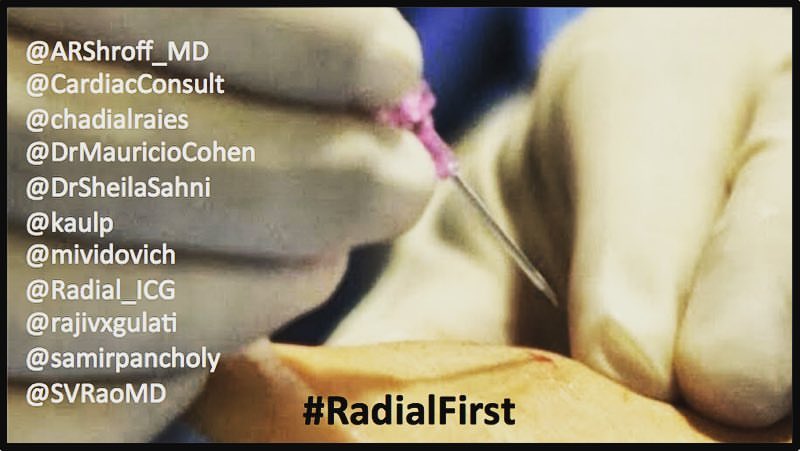 @ARShroff_MD
@CardiacConsult
@chadialraies
@DrMauricioCohen
@DrSheilaSahni
@kaulp
@mividovich
@Radial_ICG
@rajivxgulati
@samirpancholy
@SVRaoMD
#RadialFirst